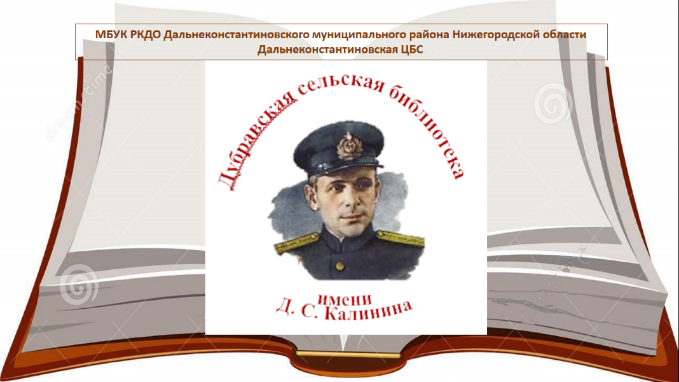 МБУК РКДО Дальнеконстантиновского муниципального района Нижегородской области
Дальнеконстантиновская ЦБС
Дубравская сельская библиотека
имени
Д. С. Калинина